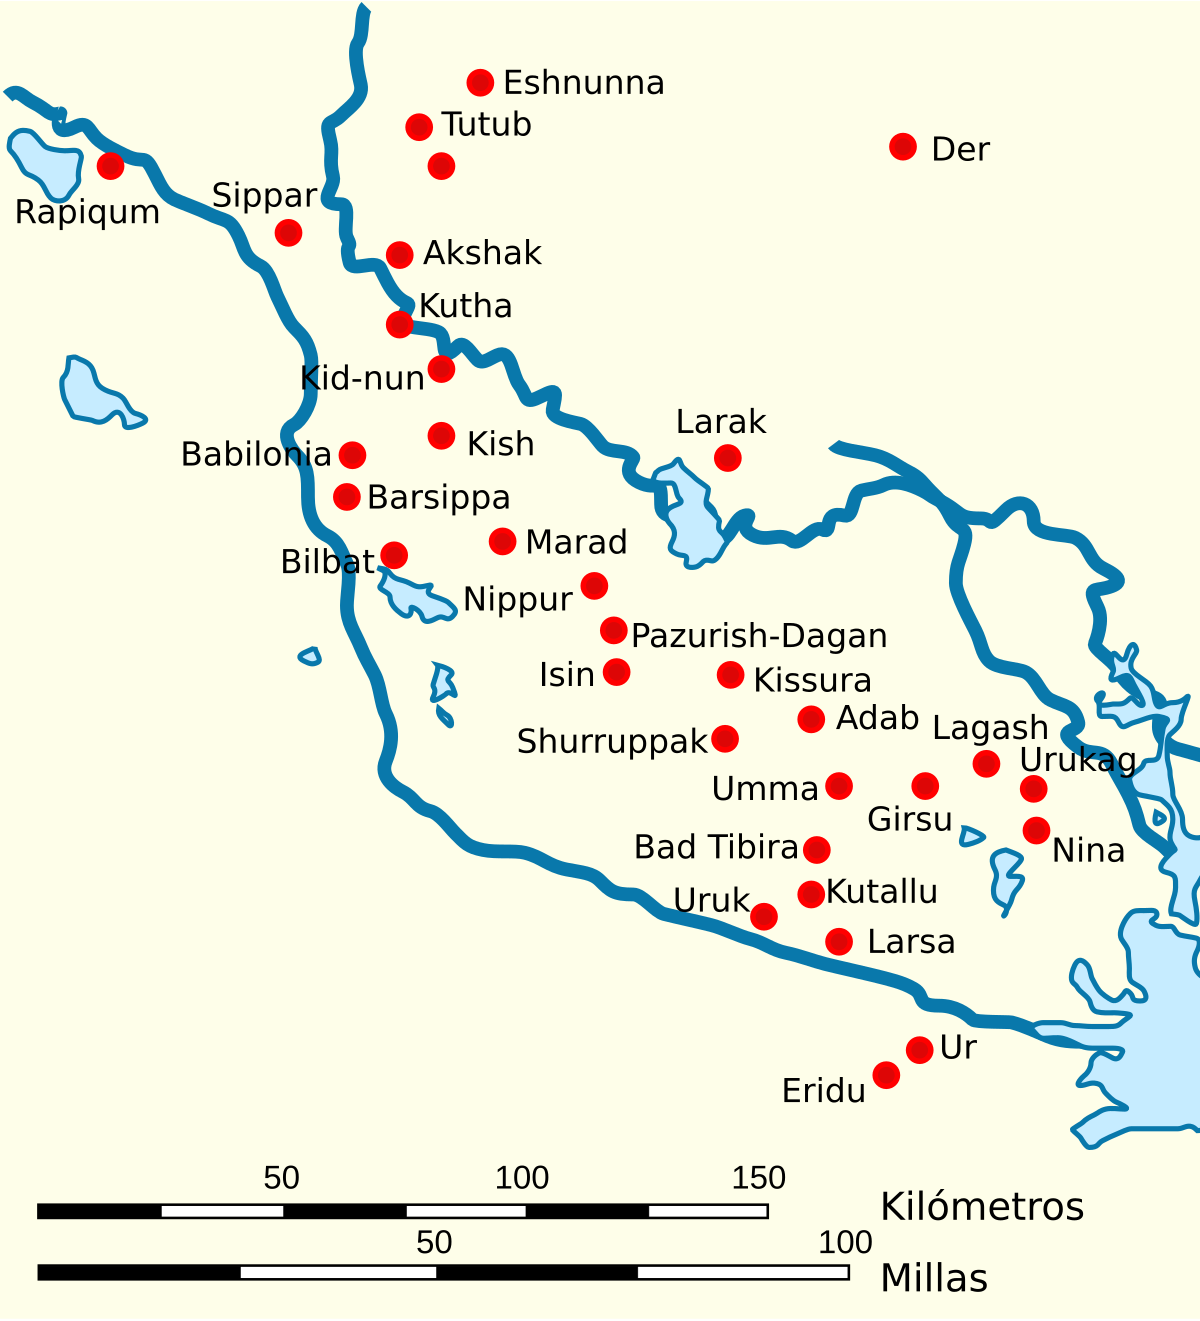 Eshnunna
Tutub
Der
Sippar
Rapiqum
Akshak
Kutha
Kid-nun
Larak
Kish
Babilonia
Barsippa
Marad
Bilbat
Nippur
Pazurish-Dagan
Isin
Kissura
Adab
Lagash
Shurruppak
Urukag
Umma
Girsu
Bad Tibira
Nina
Kutallu
Uruk
Larsa
Ur
Eridu
50 100 150
Kilómetros
50 100
Millas